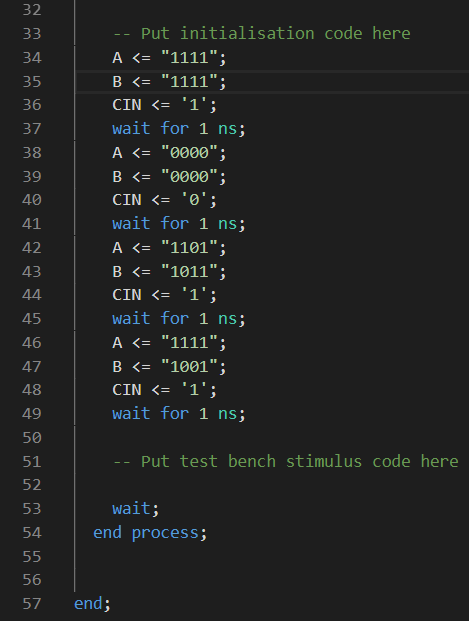 32
33 -- Put initialisation code here
34 A <= "1111";
35 B <= "1111";
36 CIN <= '1';
37 wait for 1 ns;
38 A <= "0000";
39 B <= "0000";
40 CIN <= '0';
41 wait for 1 ns;
42 A <= "1101";
43 B <= "1011";
44 CIN <= '1';
45 wait for 1 ns;
46 A <= "1111";
47 B <= "1001";
48 CIN <= '1';
49 wait for 1 ns;
50
51 -- Put test bench stimulus code here
52
53 wait;
54 end process;
55
56
57 end;